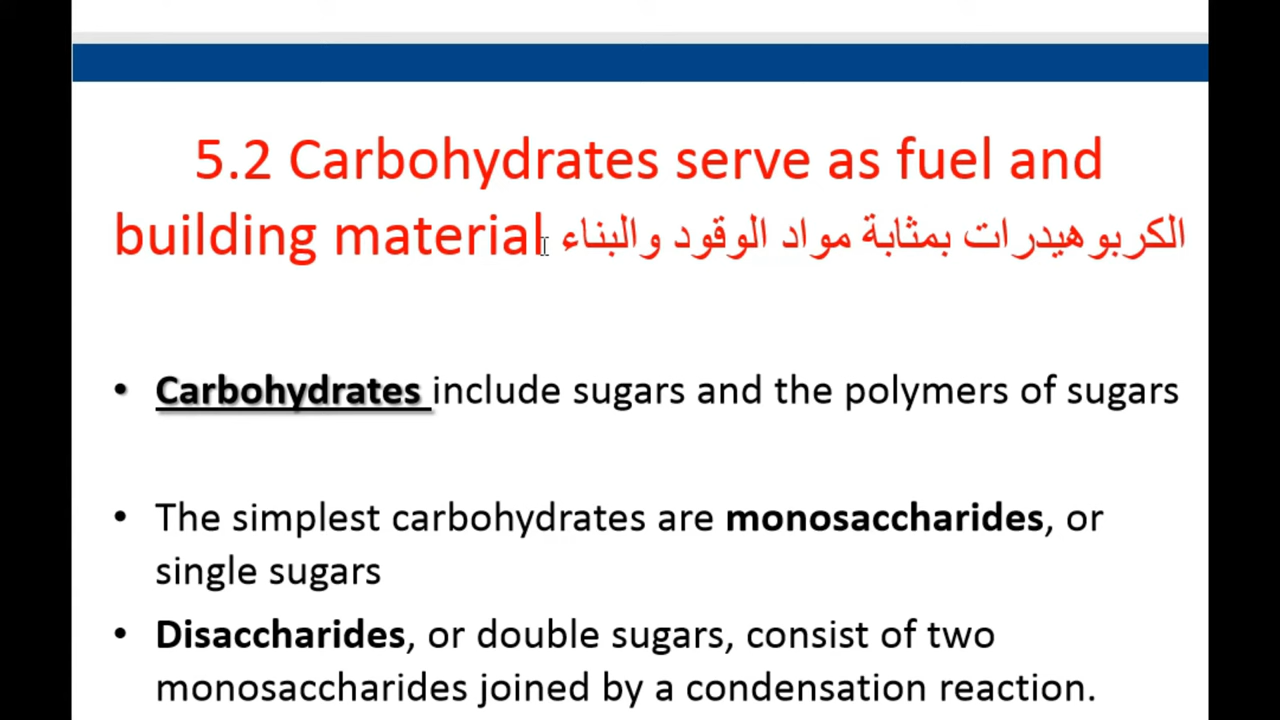 5.2 Carbohydrates serve as fuel and
building material الكربوهيدرات بمثابة مواد الوقود والبناء
• Carbohydrates include sugars and the polymers of sugars
• The simplest carbohydrates are monosaccharides, or
single sugars
• Disaccharides, or double sugars, consist of two
monosaccharides joined by a condensation reaction.